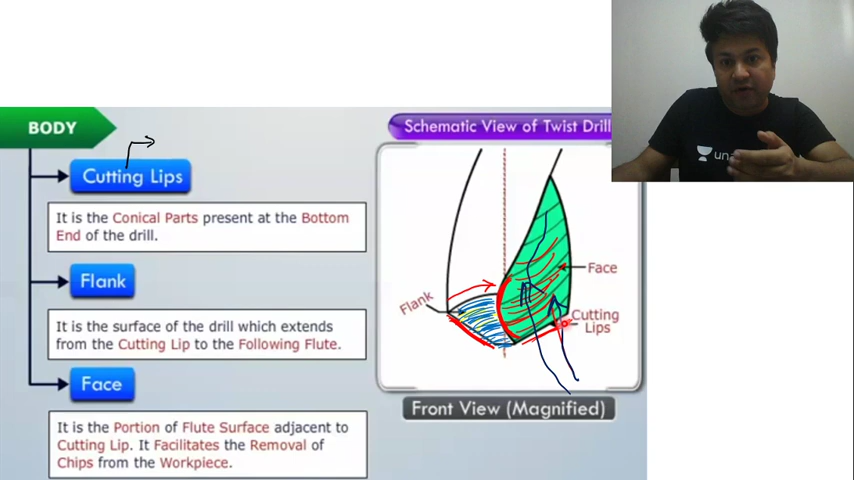 BODY
Cutting Lips
It is the Conical Parts present at the Bottom
End of the drill.
Flank
It is the surface of the drill which extends
from the Cutting Lip to the Following Flute.
Face
It is the Portion of Flute Surface adjacent to
Cutting Lip. It Facilitates the Removal of
Chips from the Workpiece.
Schematic View of Twist Drill
Flank
Face
Cutting
Lips
Front View (Magnified)